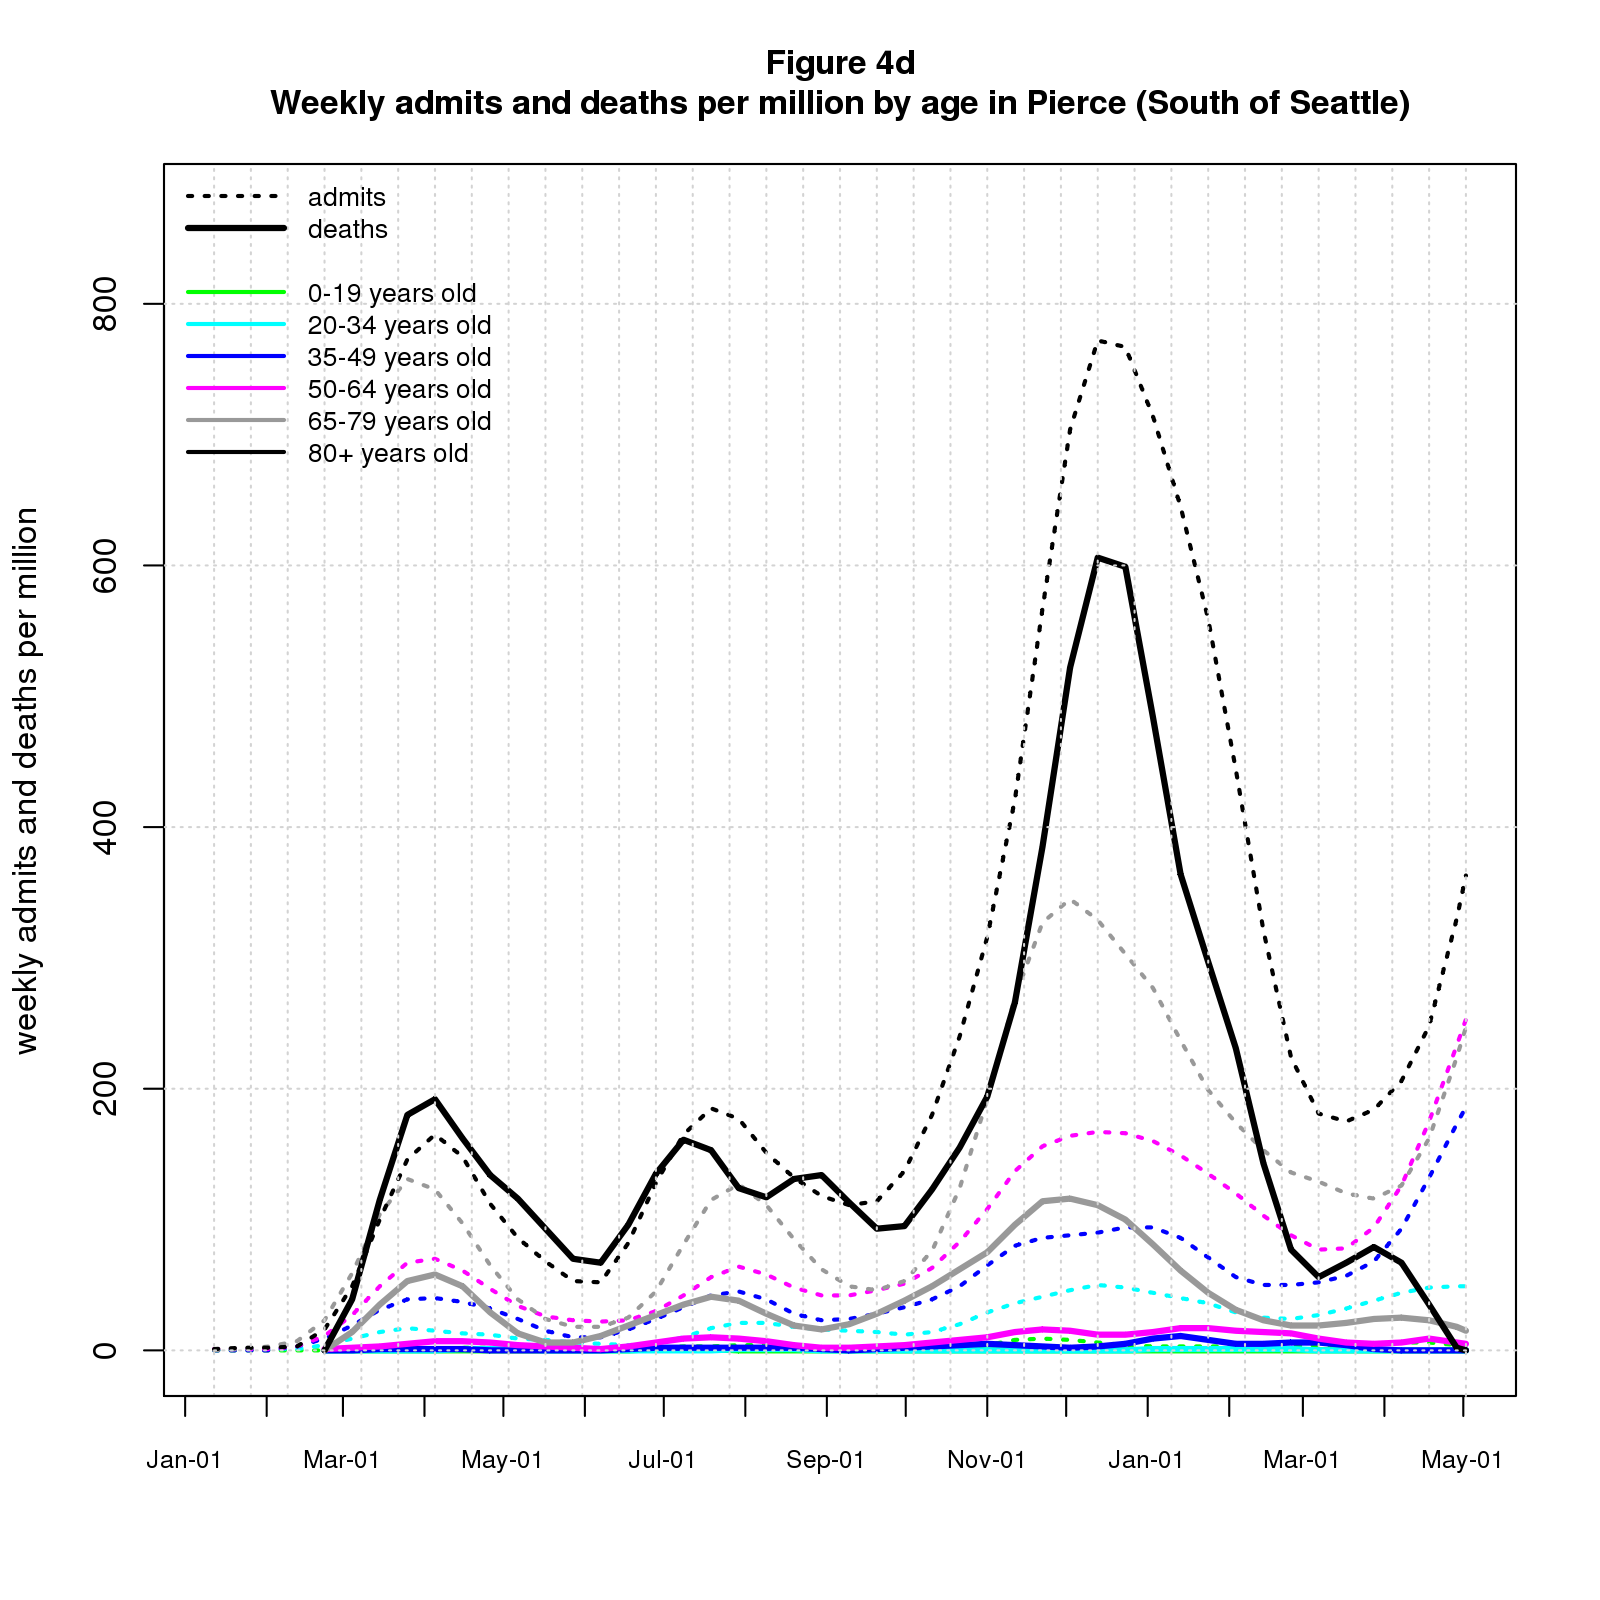 Figure 4d
Weekly admits and deaths per million by age in Pierce (South of Seattle)
admits
deaths
0-19 years old
20-34 years old
35-49 years old
50-64 years old
65-79 years old
80+ years old
weekly admits and deaths per million
800
600
400
200
0
Jan-01 Mar-01 May-01 Jul-01 Sep-01 Nov-01 Jan-01 Mar-01 May-01